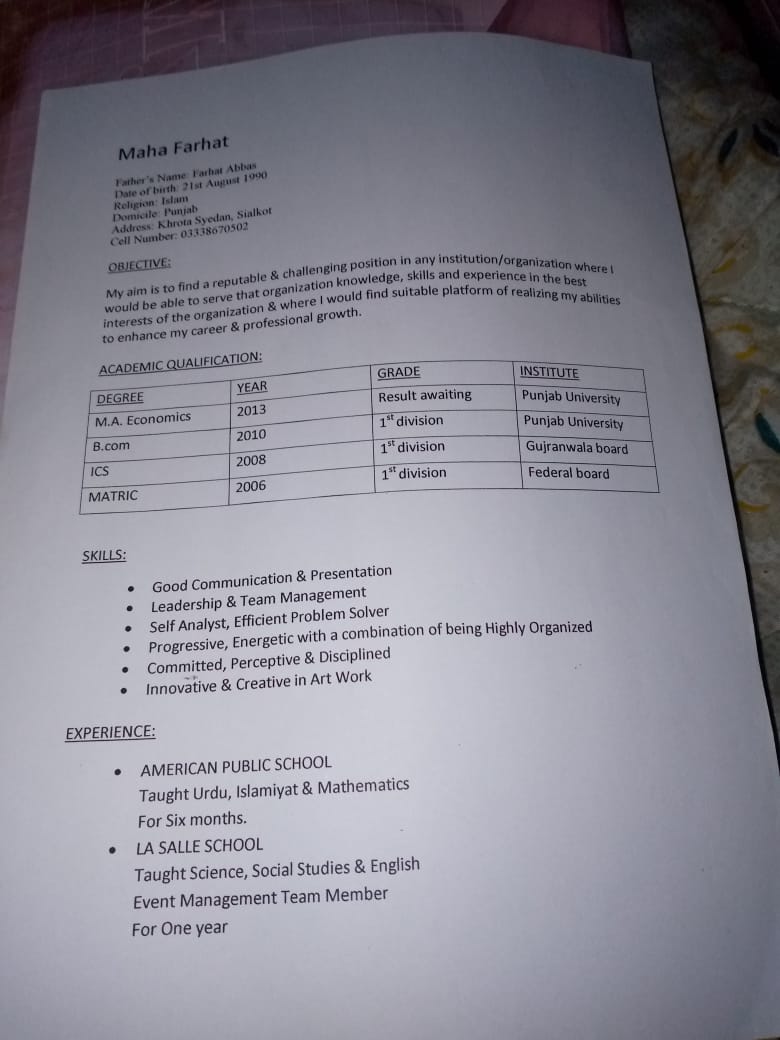 Maha Farhat
Father's Name: Farhat Abbas
Date of birth: 21st August 1990
Religion: Islam
Domicile: Punjab
Address: Khrota Syedan, Sialkot
Cell Number: 03338670502
OBJECTIVE:
My aim is to find a reputable & challenging position in any institution/organization where I
would be able to serve that organization knowledge, skills and experience in the best
interests of the organization & where I would find suitable platform of realizing my abilities
to enhance my career & professional growth.
ACADEMIC QUALIFICATION:
DEGREE YEAR GRADE INSTITUTE
M.A. Economics 2013 Result awaiting Punjab University
B.com 2010 1st division Punjab University
ICS 2008 1st division Gujranwala board
MATRIC 2006 1st division Federal board
SKILLS:
• Good Communication & Presentation
• Leadership & Team Management
• Self Analyst, Efficient Problem Solver
• Progressive, Energetic with a combination of being Highly Organized
• Committed, Perceptive & Disciplined
• Innovative & Creative in Art Work
EXPERIENCE:
• AMERICAN PUBLIC SCHOOL
Taught Urdu, Islamiyat & Mathematics
For Six months.
• LA SALLE SCHOOL
Taught Science, Social Studies & English
Event Management Team Member
For One year